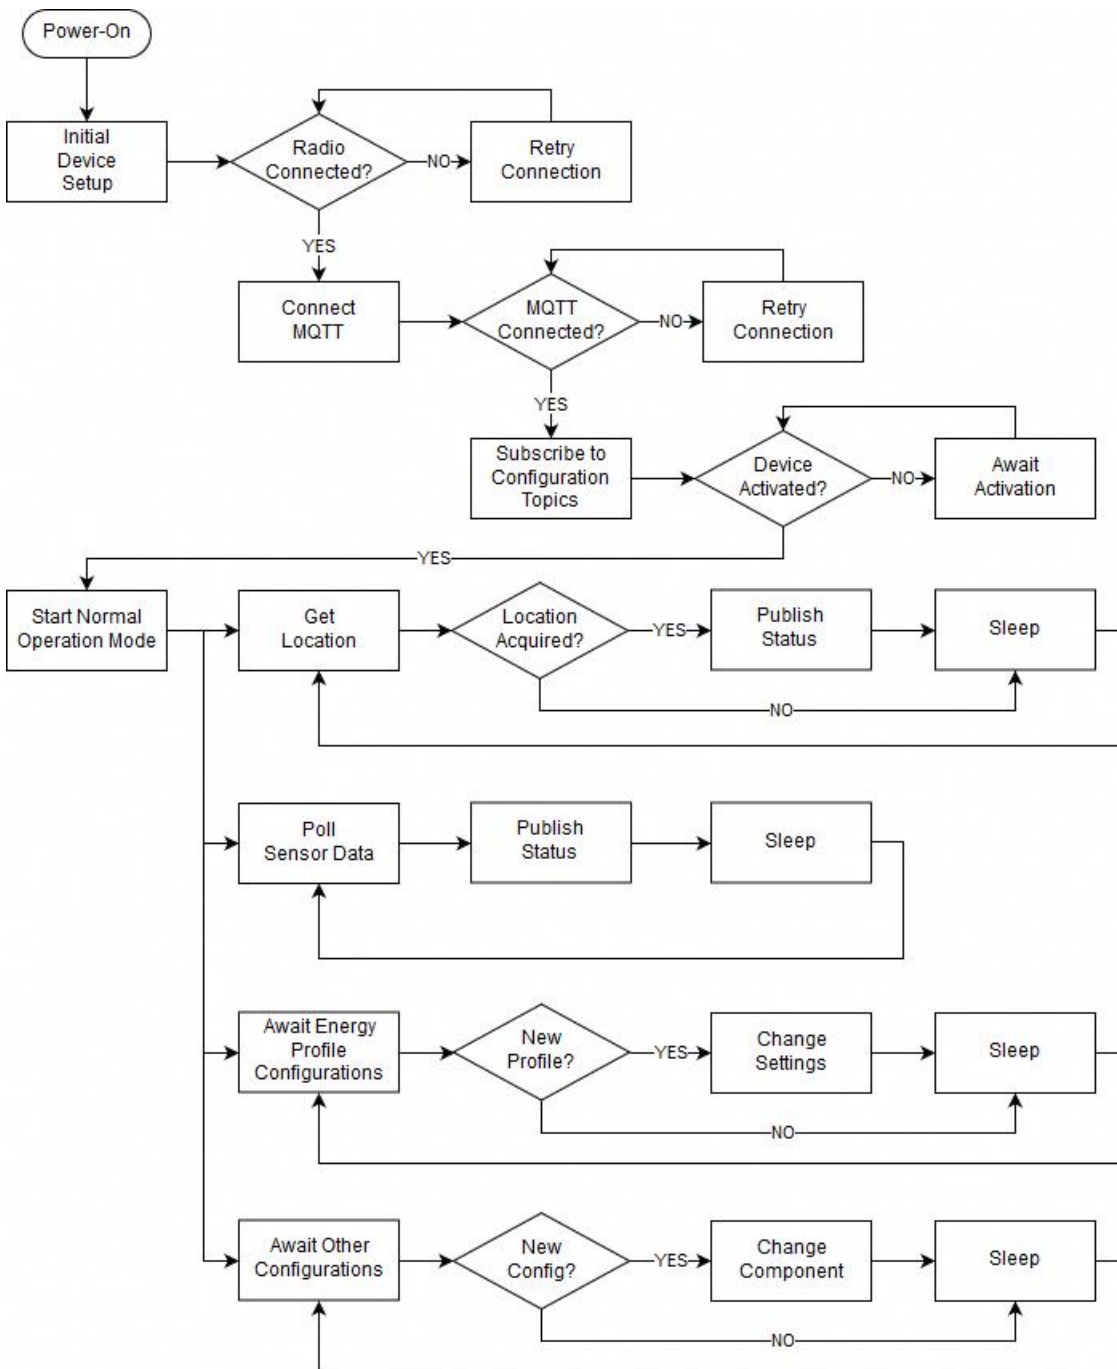 Power-On
Initial
Device
Setup
Radio
Connected?
NO
Retry
Connection
YES
Connect
MQTT
MQTT
Connected?
NO
Retry
Connection
YES
Subscribe to
Configuration
Topics
Device
Activated?
NO
Await
Activation
YES
Start Normal
Operation Mode
Get
Location
Location
Acquired?
YES
Publish
Status
Sleep
NO
Poll
Sensor Data
Publish
Status
Sleep
Await Energy
Profile
Configurations
New
Profile?
YES
Change
Settings
Sleep
NO
Await Other
Configurations
New
Config?
YES
Change
Component
Sleep
NO